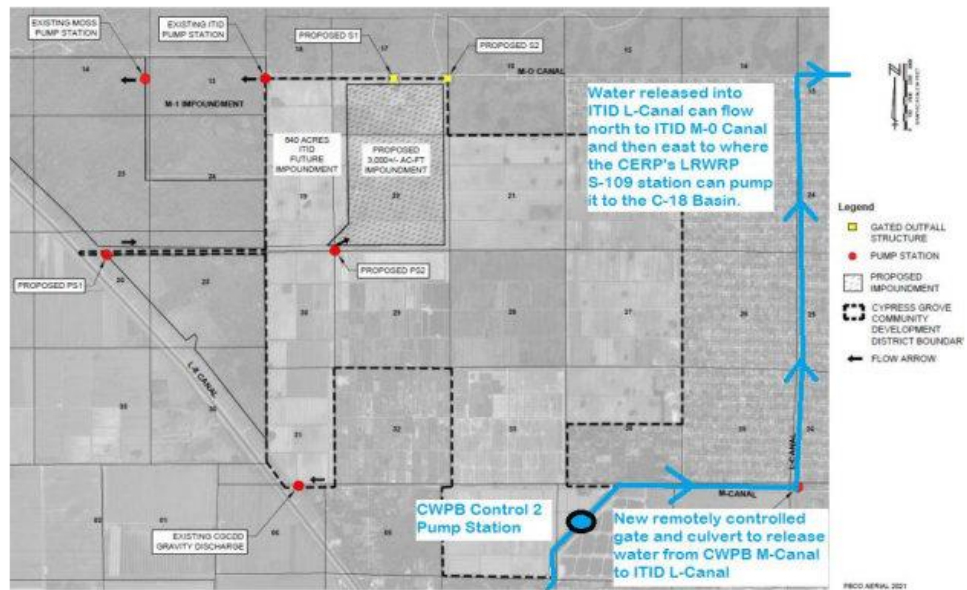 EXISTING MOSS
PUMP STATION
EXISTING ITID
PUMP STATION
PROPOSED S1
PROPOSED S2
M-O CANAL
M-1 IMPOUNDMENT
640 ACRES
ITID
FUTURE
IMPOUNDMENT
PROPOSED
3,000+/- AC-FT
IMPOUNDMENT
Water released into
ITID L-Canal can flow
north to ITID M-0 Canal
and then east to where
the CERP's LRWRP
S-109 station can pump
it to the C-18 Basin.
PROPOSED PS1
PROPOSED PS2
L-8 CANAL
L-CANAL
M-CANAL
CWPB Control 2
Pump Station
EXISTING CGCDD
GRAVITY DISCHARGE
New remotely controlled
gate and culvert to release
water from CWPB M-Canal
to ITID L-Canal
Legend
GATED OUTFALL
STRUCTURE
PUMP STATION
PROPOSED
IMPOUNDMENT
CYPRESS GROVE
COMMUNITY
DEVELOPMENT
DISTRICT BOUNDAR
FLOW ARROW
PBCO AERIAL 2021